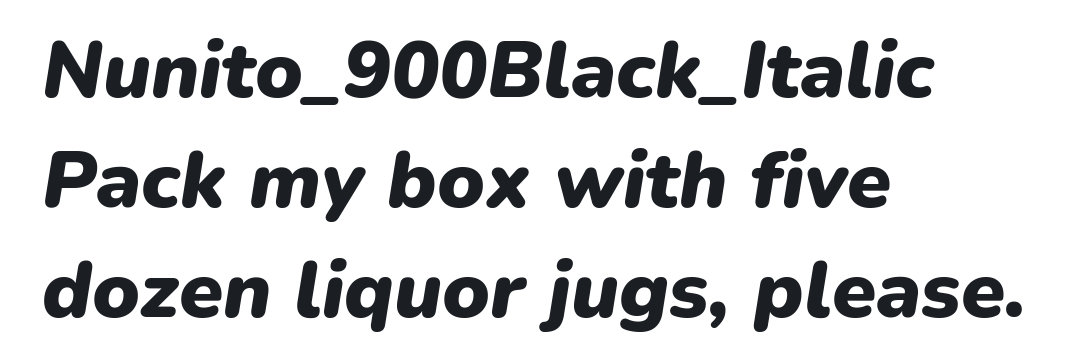 Nunito_900Black_Italic
Pack my box with five
dozen liquor jugs, please.